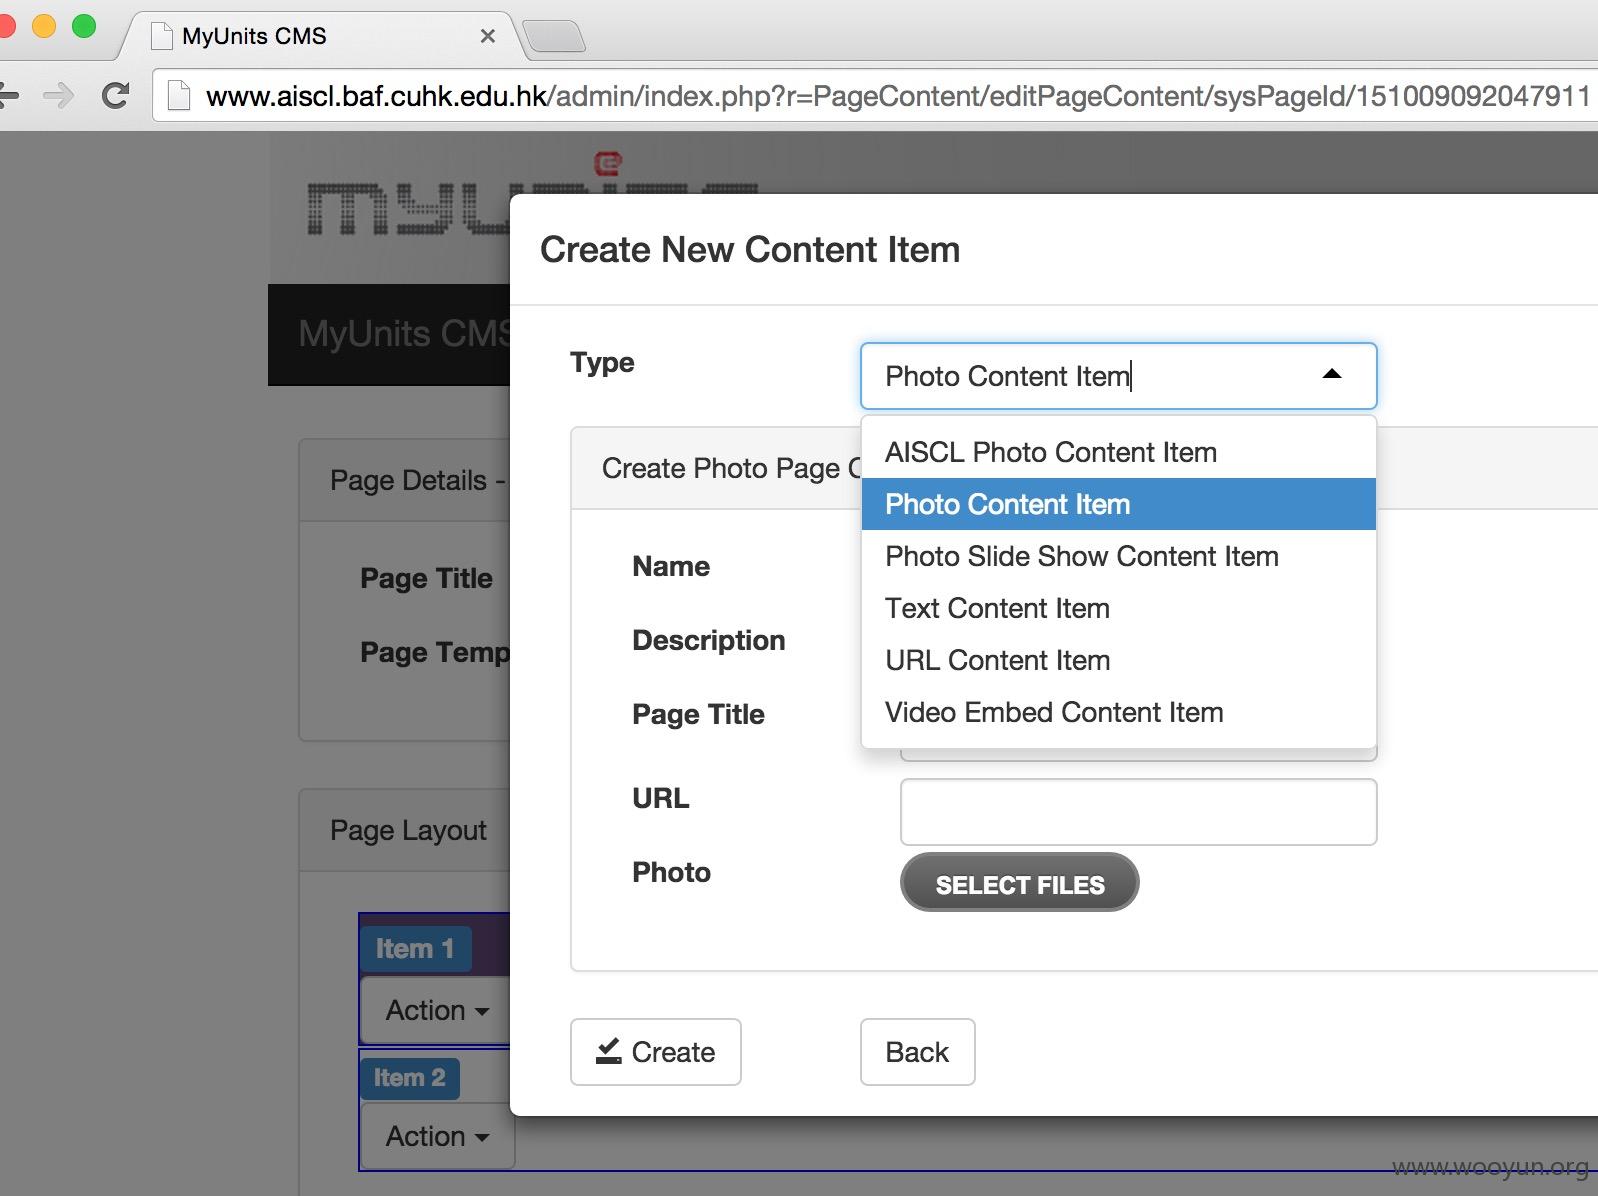 MyUnits CMS
www.aiscl.baf.cuhk.edu.hk/admin/index.php?r=PageContent/editPageContent/sysPageId/151009092047911
Create New Content Item
MyUnits CMS
Type
Photo Content Item
AISCL Photo Content Item
Photo Content Item
Photo Slide Show Content Item
Text Content Item
URL Content Item
Video Embed Content Item
Create Photo Page C
Name
Description
Page Title
URL
Photo
SELECT FILES
Create
Back
Page Details -
Page Title
Page Temp
Page Layout
Item 1
Action
Item 2
Action
www.wooyun.org